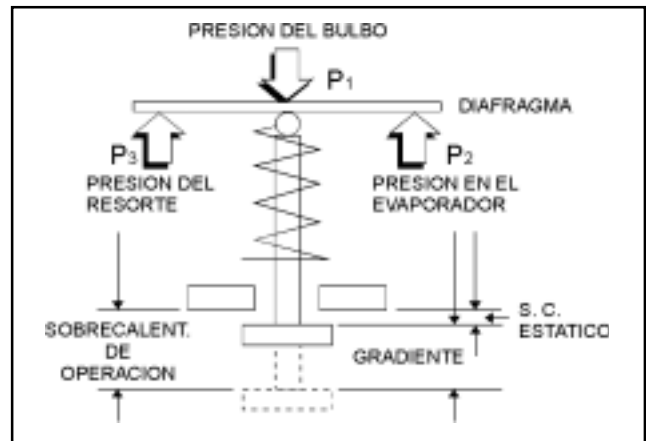 PRESION DEL BULBO
P1
DIAFRAGMA
P3
P2
PRESION DEL
RESORTE
PRESION EN EL
EVAPORADOR
S. C.
ESTATICO
SOBRECALENT.
DE
OPERACION
GRADIENTE